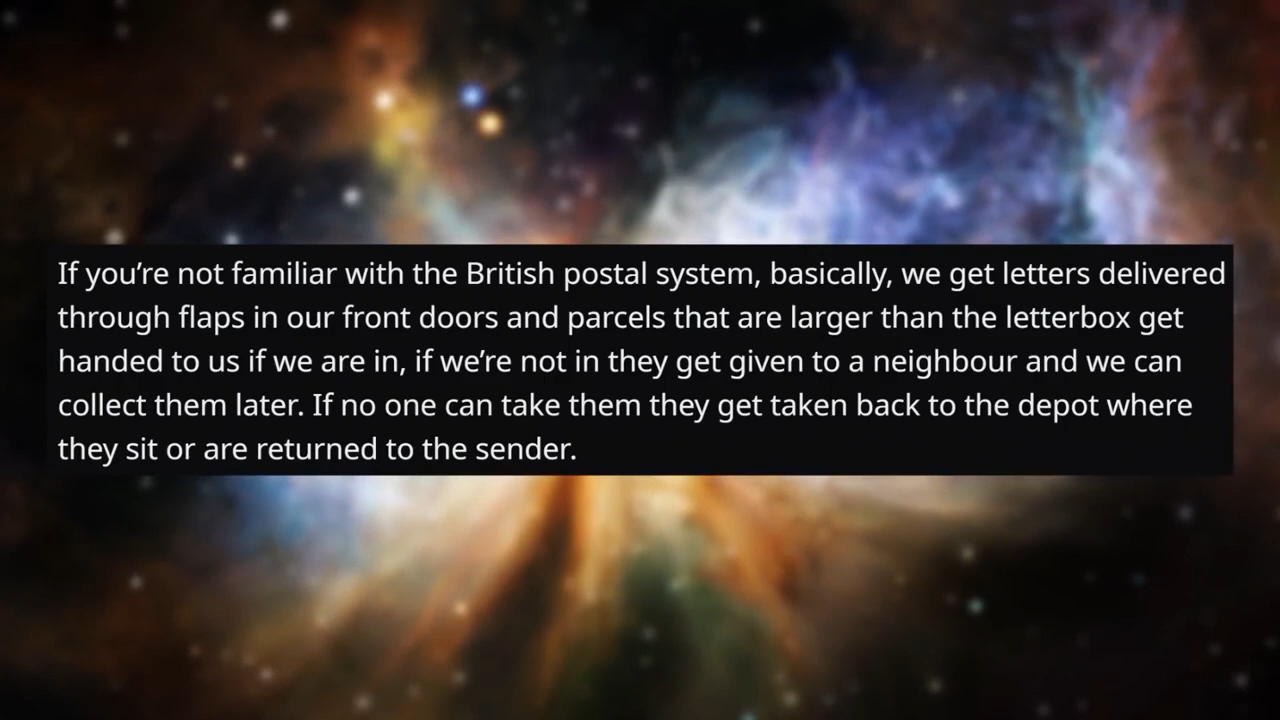 If you’re not familiar with the British postal system, basically, we get letters delivered
through flaps in our front doors and parcels that are larger than the letterbox get
handed to us if we are in, if we’re not in they get given to a neighbour and we can
collect them later. If no one can take them they get taken back to the depot where
they sit or are returned to the sender.